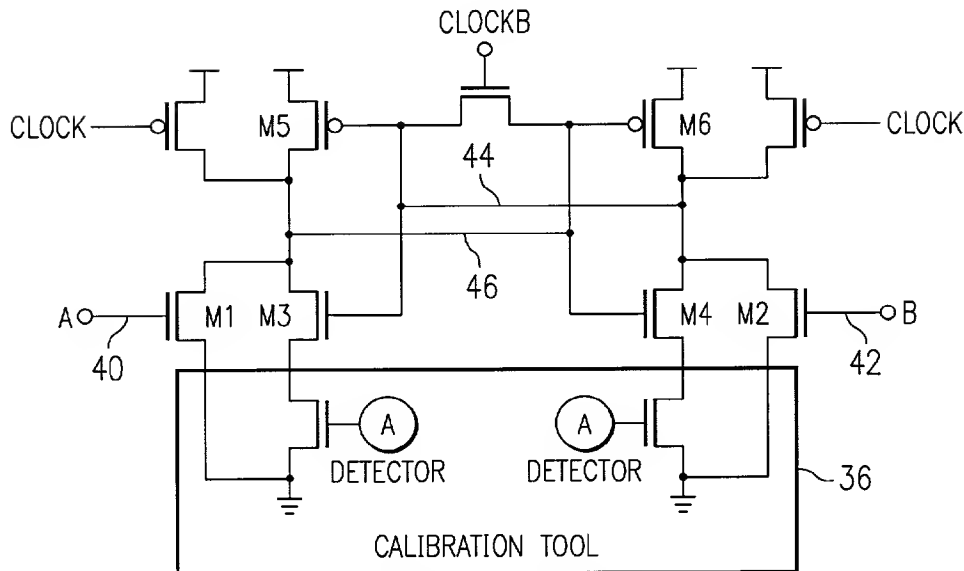 CLOCKB
CLOCK
M5
M6
CLOCK
44
46
A
M1
M3
M4
M2
B
40
42
A
A
DETECTOR
DETECTOR
36
CALIBRATION TOOL